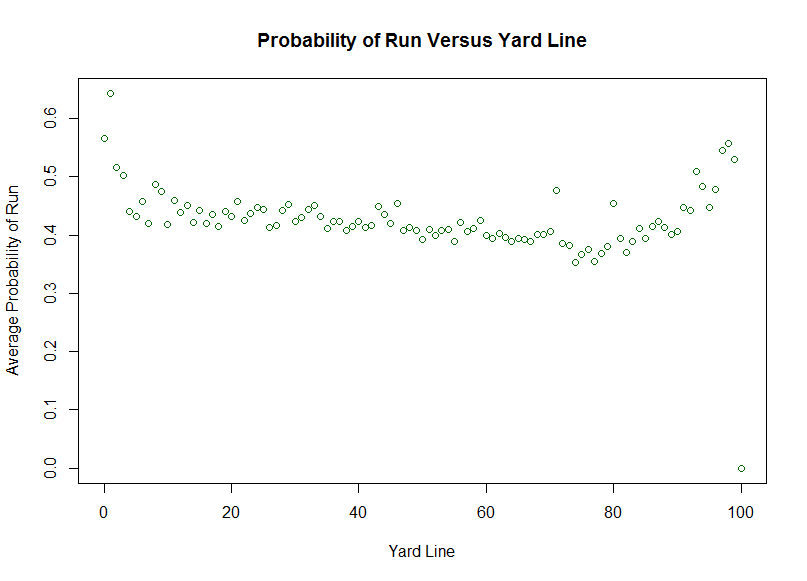 Probability of Run Versus Yard Line
Average Probability of Run
0.6
0.5
0.4
0.3
0.2
0.1
0.0
0 20 40 60 80 100
Yard Line